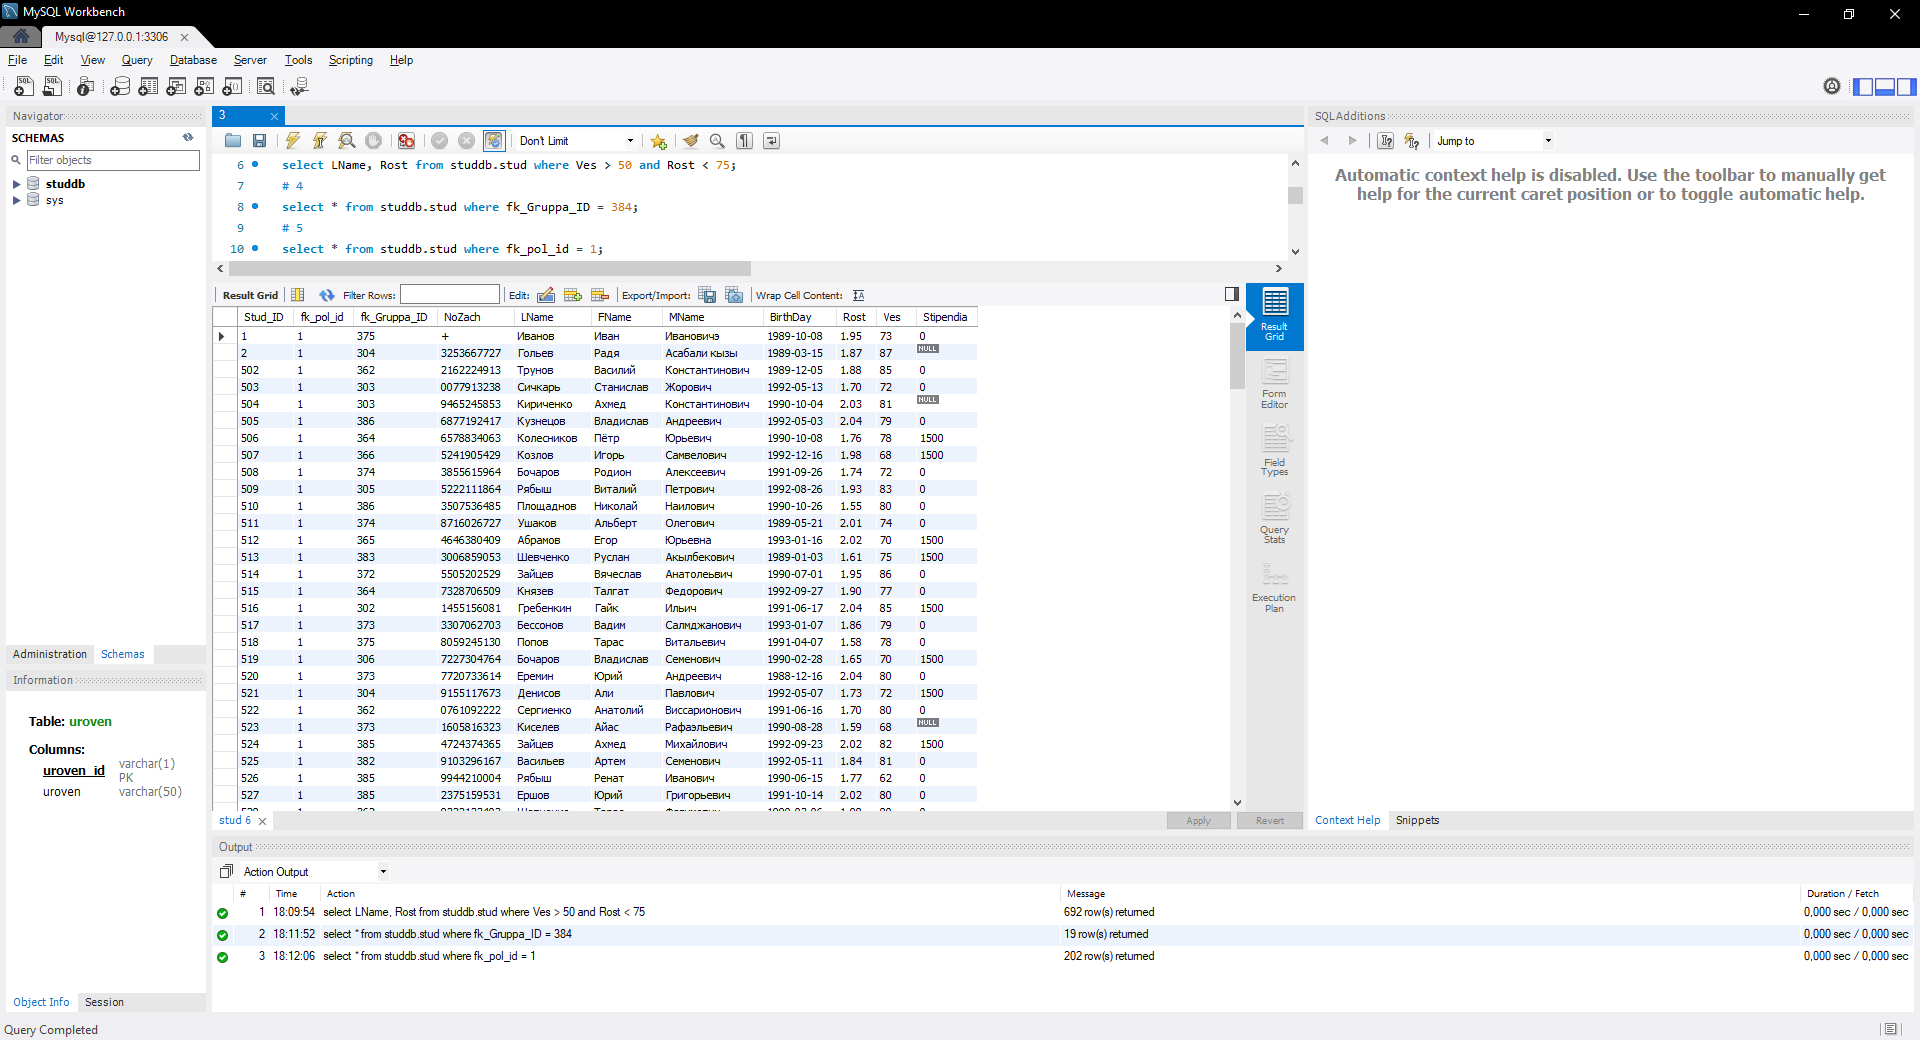 MySQL Workbench
Mysql@127.0.0.1:3306
File Edit View Query Database Server Tools Scripting Help
Navigator
SCHEMAS
Filter objects
studdb
sys
Administration Schemas
Information
Table: uroven
Columns:
uroven_id varchar(1) PK
uroven varchar(50)
Object Info Session
Query Completed
3
Don't Limit
6 select LName, Rost from studdb.stud where Ves > 50 and Rost < 75;
7 # 4
8 select * from studdb.stud where fk_Gruppa_ID = 384;
9 # 5
10 select * from studdb.stud where fk_pol_id = 1;
Result Grid Filter Rows: Edit: Export/Import: Wrap Cell Content:
Stud_ID fk_pol_id fk_Gruppa_ID NoZach LName FName MName BirthDay Rost Ves Stipendia
1 1 375 + Иванов Иван Ивановичэ 1989-10-08 1.95 73 0
2 1 304 3253667727 Гольев Радя Асабали кызы 1989-03-15 1.87 87 NULL
502 1 362 2162224913 Трунов Василий Константинович 1989-12-05 1.88 85 0
503 1 303 0077913238 Сичкарь Станислав Жорович 1992-05-13 1.70 72 0
504 1 303 9465245853 Кириченко Ахмед Константинович 1990-10-04 2.03 81 NULL
505 1 386 6877192417 Кузнецов Владислав Андреевич 1992-05-03 2.04 79 0
506 1 364 6578834063 Колесников Пётр Юрьевич 1990-10-08 1.76 78 1500
507 1 366 5241905429 Козлов Игорь Самвелович 1992-12-16 1.98 68 1500
508 1 374 3855615964 Бочаров Родион Алексеевич 1991-09-26 1.74 72 0
509 1 305 5222111864 Рябыш Виталий Петрович 1992-08-26 1.93 83 0
510 1 386 3507536485 Площаднов Николай Наилович 1990-10-26 1.55 80 0
511 1 374 8716026727 Ушаков Альберт Олегович 1989-05-21 2.01 74 0
512 1 365 4646380409 Абрамов Егор Юрьевна 1993-01-16 2.02 70 1500
513 1 383 3006859053 Шевченко Руслан Акылбекович 1989-01-03 1.61 75 1500
514 1 372 5505202529 Зайцев Вячеслав Анатолеьвич 1990-07-01 1.95 86 0
515 1 364 7328706509 Князев Талгат Федорович 1992-09-27 1.90 77 0
516 1 302 1455156081 Гребенкин Гайк Ильич 1991-06-17 2.04 85 1500
517 1 373 3307062703 Бессонов Вадим Салмджанович 1993-01-07 1.86 79 0
518 1 375 8059245130 Попов Тарас Витальевич 1991-04-07 1.58 78 0
519 1 306 7227304764 Бочаров Владислав Семенович 1990-02-28 1.65 70 1500
520 1 373 7720733614 Еремин Юрий Андреевич 1988-12-16 2.04 80 0
521 1 304 9155117673 Денисов Али Павлович 1992-05-07 1.73 72 1500
522 1 362 0761092222 Сергиенко Анатолий Виссарионович 1991-06-16 1.70 80 0
523 1 373 1605816323 Киселев Айас Рафаэльевич 1990-08-28 1.59 68 NULL
524 1 385 4724374365 Зайцев Ахмед Михайлович 1992-09-23 2.02 82 1500
525 1 382 9103296167 Васильев Артем Семенович 1992-05-11 1.84 81 0
526 1 385 9944210004 Рябыш Ренат Иванович 1990-06-15 1.77 62 0
527 1 385 2375159531 Ершов Юрий Григорьевич 1991-10-14 2.02 80 0
Result Grid
Form Editor
Field Types
Query Stats
Execution Plan
stud 6 Apply Revert
SQLAdditions
Jump to
Automatic context help is disabled. Use the toolbar to manually get
help for the current caret position or to toggle automatic help.
Context Help Snippets
Output
Action Output
# Time Action Message Duration / Fetch
1 18:09:54 select LName, Rost from studdb.stud where Ves > 50 and Rost < 75 692 row(s) returned 0,000 sec / 0,000 sec
2 18:11:52 select * from studdb.stud where fk_Gruppa_ID = 384 19 row(s) returned 0,000 sec / 0,000 sec
3 18:12:06 select * from studdb.stud where fk_pol_id = 1 202 row(s) returned 0,000 sec / 0,000 sec